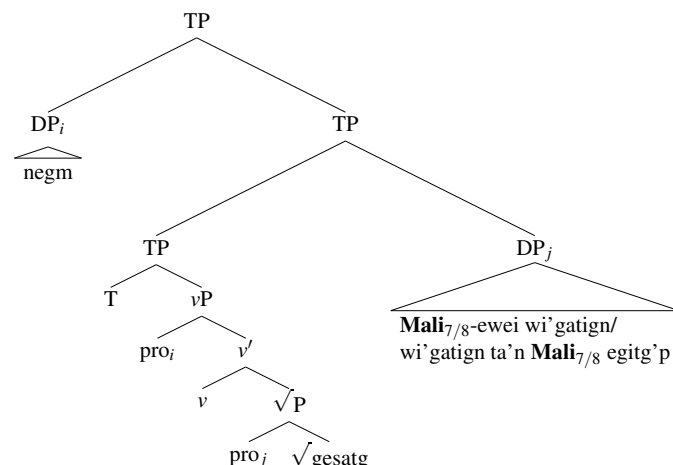 TP
DPi TP
negm
TP DPj
T vP Mali7/8-ewei wi'gatign/
wi'gatign ta'n Mali7/8 egitg'p
proi v′
v √P
proj √gesatg